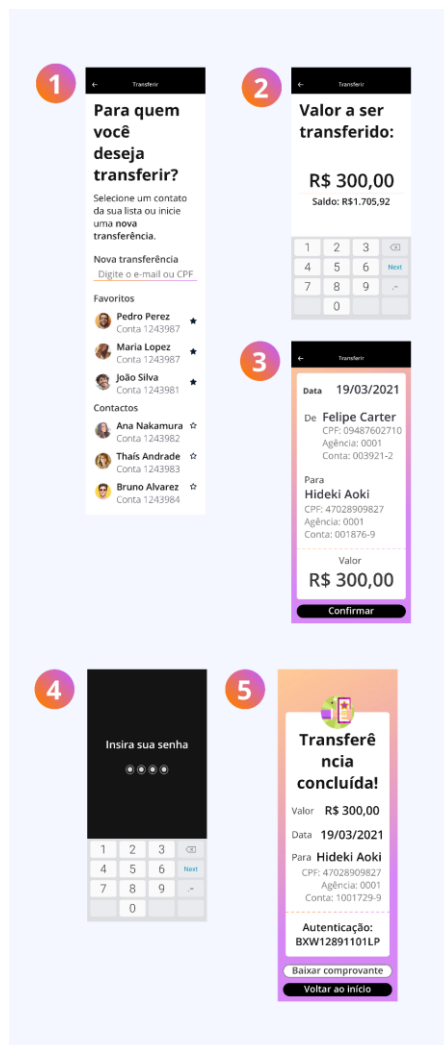 1
Transferir
Para quem
você
deseja
transferir?
Selecione um contato
da sua lista ou inicie
uma nova
transferência.
Nova transferência
Digite o e-mail ou CPF
Favoritos
Pedro Perez
Conta 1243987
Maria Lopez
Conta 1243987
João Silva
Conta 1243981
Contactos
Ana Nakamura
Conta 1243982
Thaís Andrade
Conta 1243983
Bruno Alvarez
Conta 1243984
2
Transferir
Valor a ser
transferido:
R$ 300,00
Saldo: R$1.705,92
1 2 3
4 5 6 Next
7 8 9 .-
0
3
Transferir
Data 19/03/2021
De Felipe Carter
CPF: 09487602710
Agência: 0001
Conta: 003921-2
Para
Hideki Aoki
CPF: 47028909827
Agência: 0001
Conta: 001876-9
Valor
R$ 300,00
Confirmar
4
Insira sua senha
1 2 3
4 5 6 Next
7 8 9 .-
0
5
Transferê
ncia
concluída!
Valor R$ 300,00
Data 19/03/2021
Para Hideki Aoki
CPF: 47028909827
Agência: 0001
Conta: 1001729-9
Autenticação:
BXW12891101LP
Baixar comprovante
Voltar ao início